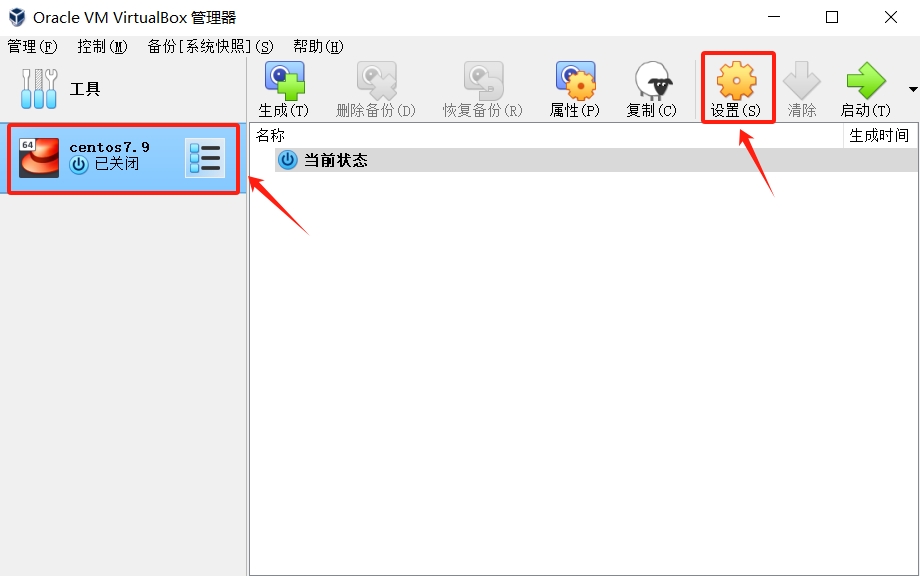 Oracle VM VirtualBox 管理器
管理(F) 控制(M) 备份[系统快照](S) 帮助(H)
工具
生成(T) 删除备份(D) 恢复备份(R) 属性(P) 复制(C) 设置(S) 清除 启动(T)
64
centos7.9
已关闭
名称 生成时间
当前状态